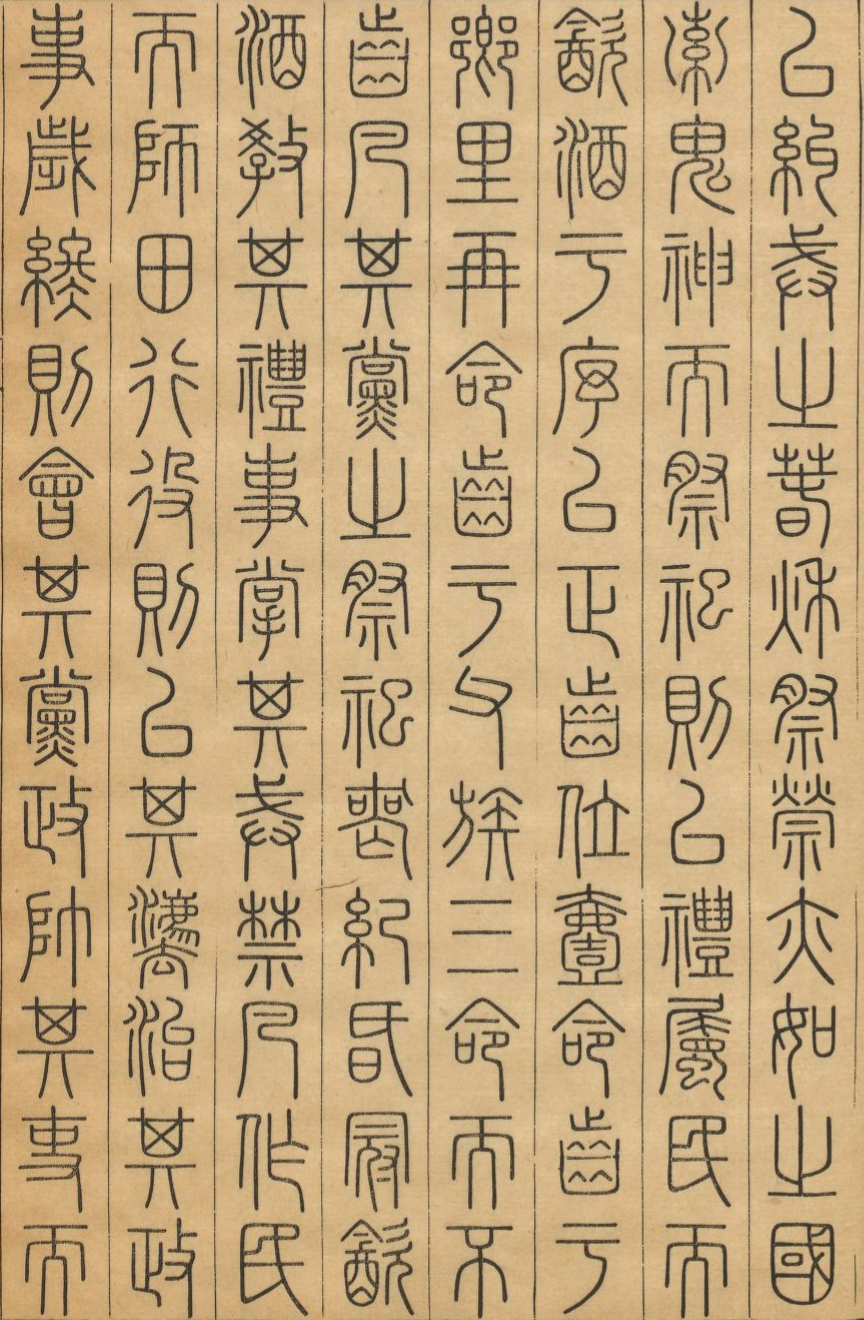 以糾戒之春秋祭禜亦如之國
索鬼神而祭祀則以禮屬民而
飲酒于序以正齒位壹命齒于
鄉里再命齒于父族三命而不
齒凡其黨之祭祀喪紀昏冠飲
酒教其禮事掌其戒禁凡作民
而師田行役則以其灋治其政
事歲終則會其黨政帥其吏而